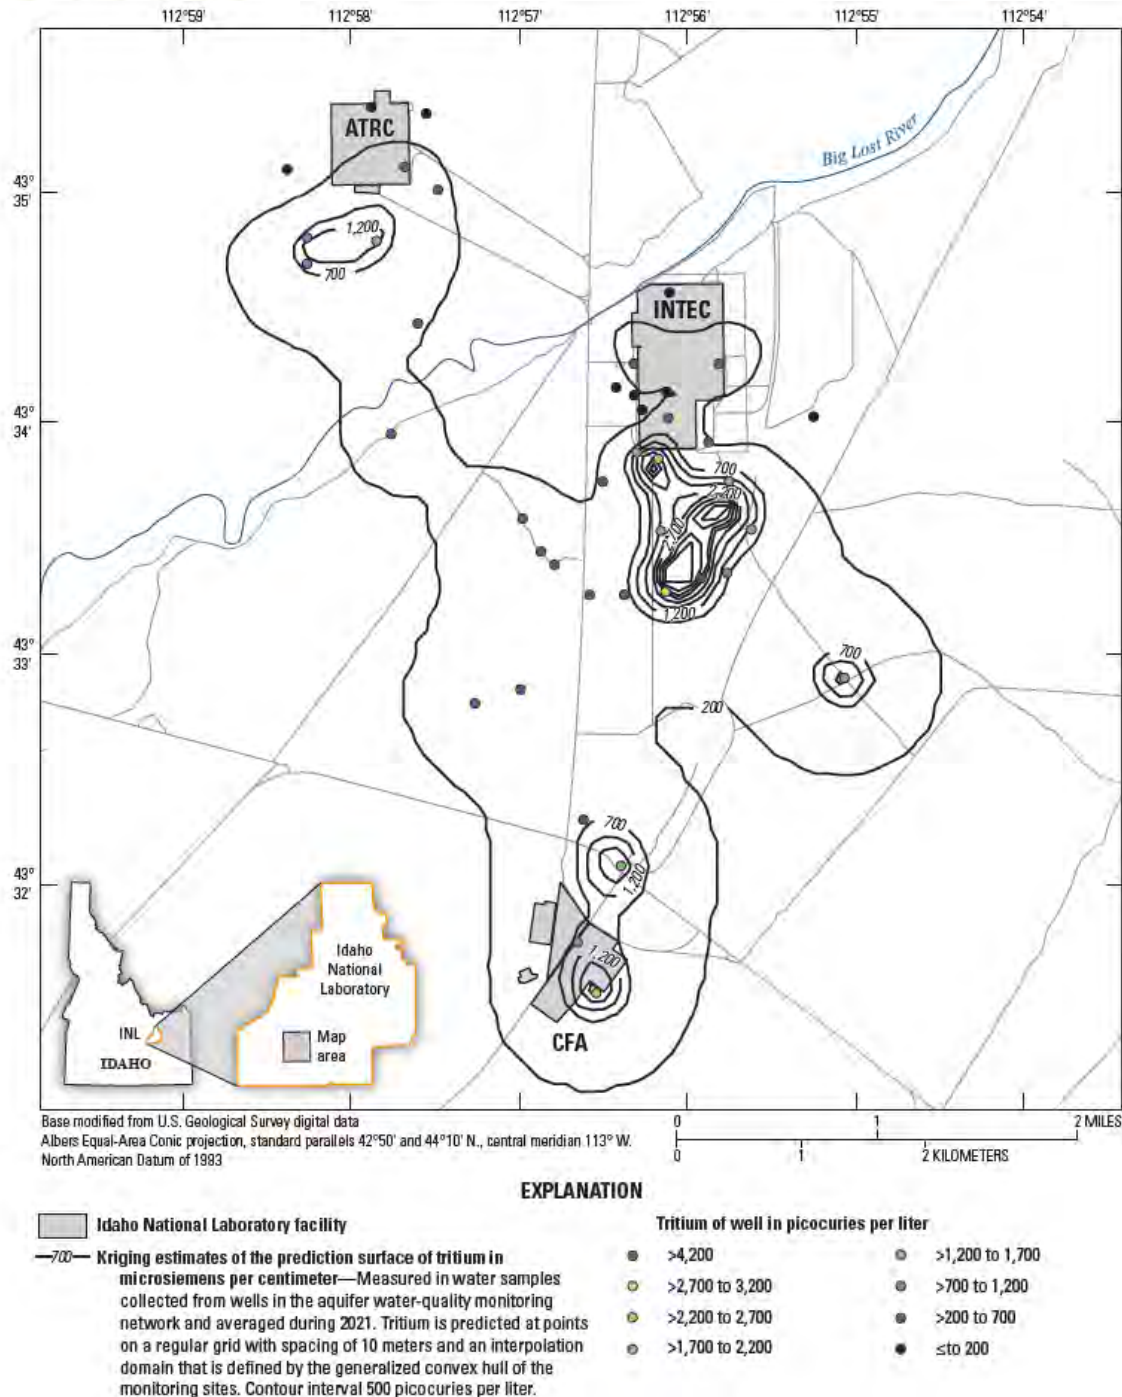 112°59' 112°58' 112°57' 112°56' 112°55' 112°54'
ATRC
Big Lost River
43°
35'
1,200
700
INTEC
43°
34'
700
2,200
2,700
1,200
43°
33'
700
200
700
43°
32'
1,200
1,200
Idaho
National
Laboratory
INL
IDAHO
Map
area
CFA
Base modified from U.S. Geological Survey digital data
Albers Equal-Area Conic projection, standard parallels 42°50' and 44°10' N., central meridian 113° W.
North American Datum of 1983
0 1 2 MILES
0 1 2 KILOMETERS
EXPLANATION
Idaho National Laboratory facility
700 Kriging estimates of the prediction surface of tritium in
microsiemens per centimeter—Measured in water samples
collected from wells in the aquifer water-quality monitoring
network and averaged during 2021. Tritium is predicted at points
on a regular grid with spacing of 10 meters and an interpolation
domain that is defined by the generalized convex hull of the
monitoring sites. Contour interval 500 picocuries per liter.
Tritium of well in picocuries per liter
>4,200
>2,700 to 3,200
>2,200 to 2,700
>1,700 to 2,200
>1,200 to 1,700
>700 to 1,200
>200 to 700
≤to 200